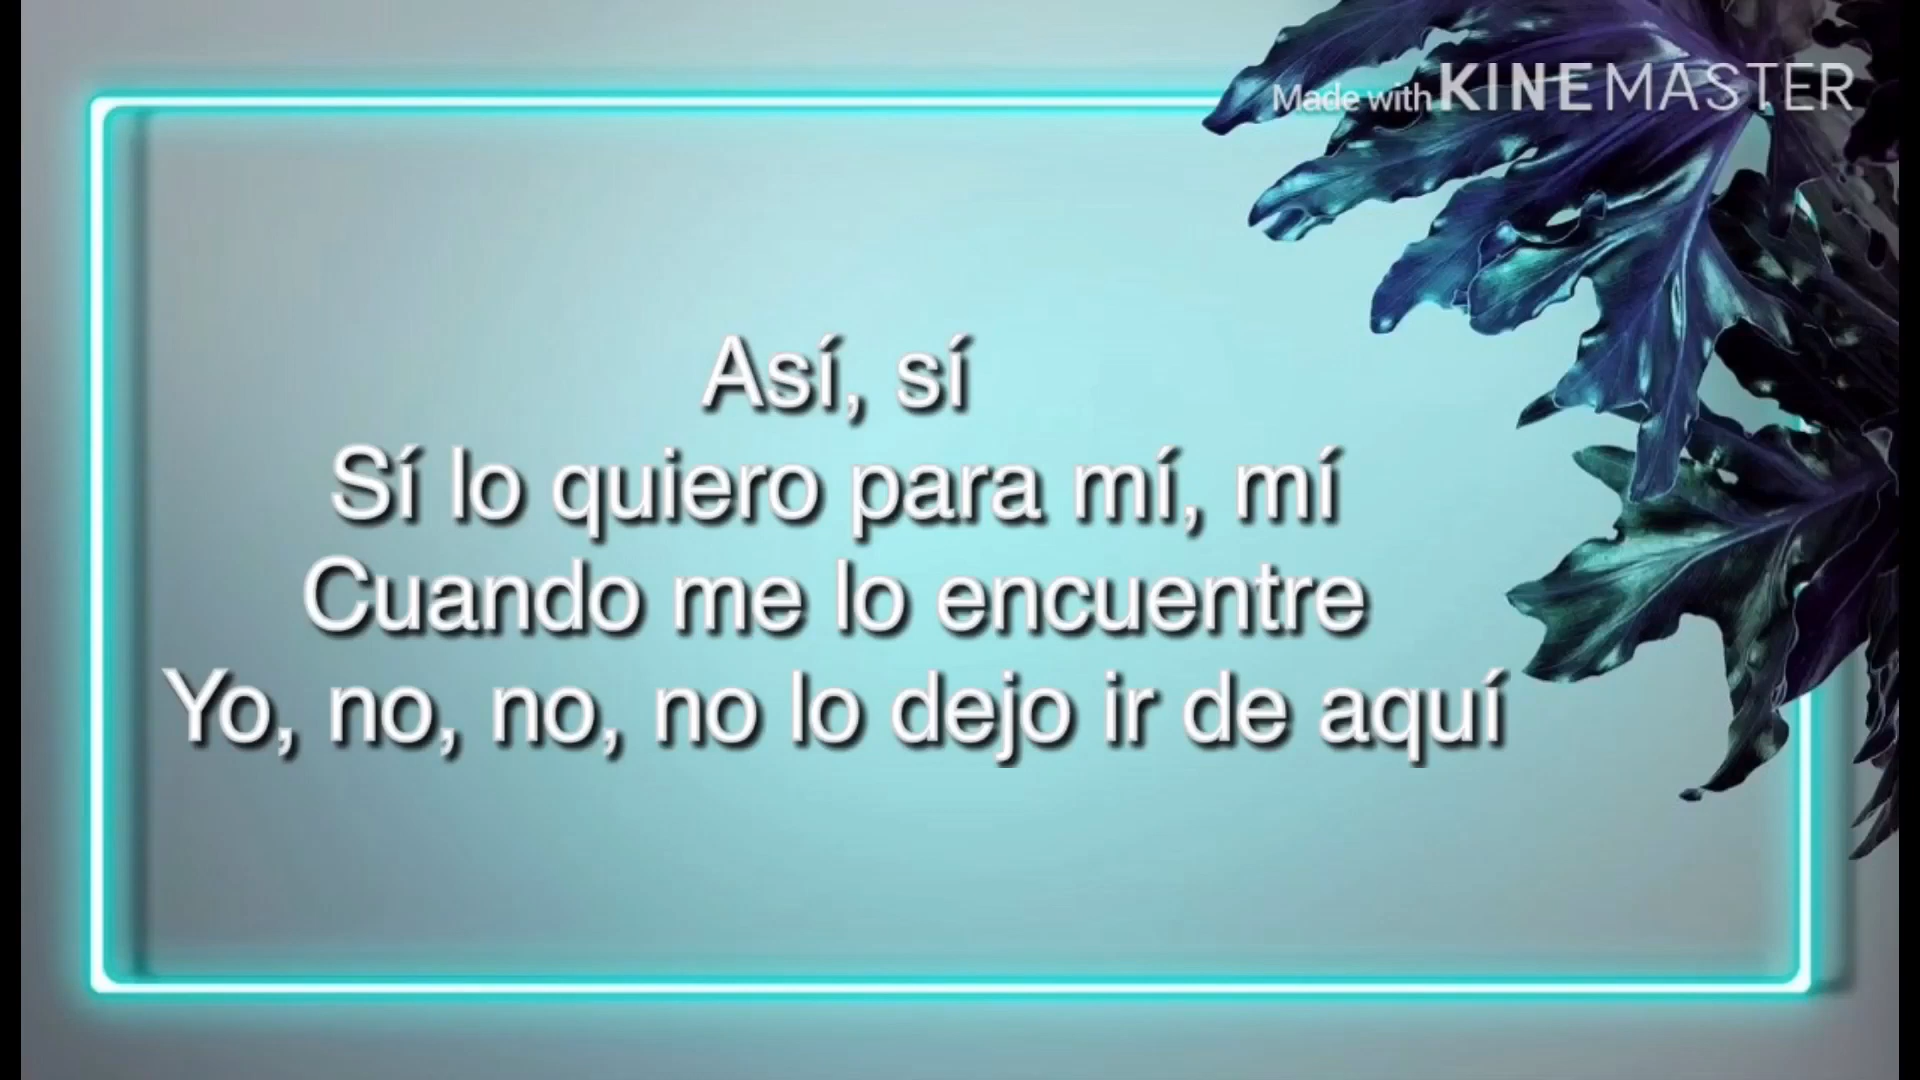 Made with KINEMASTER
Así, sí
Sí lo quiero para mí, mí
Cuando me lo encuentre
Yo, no, no, no lo dejo ir de aquí